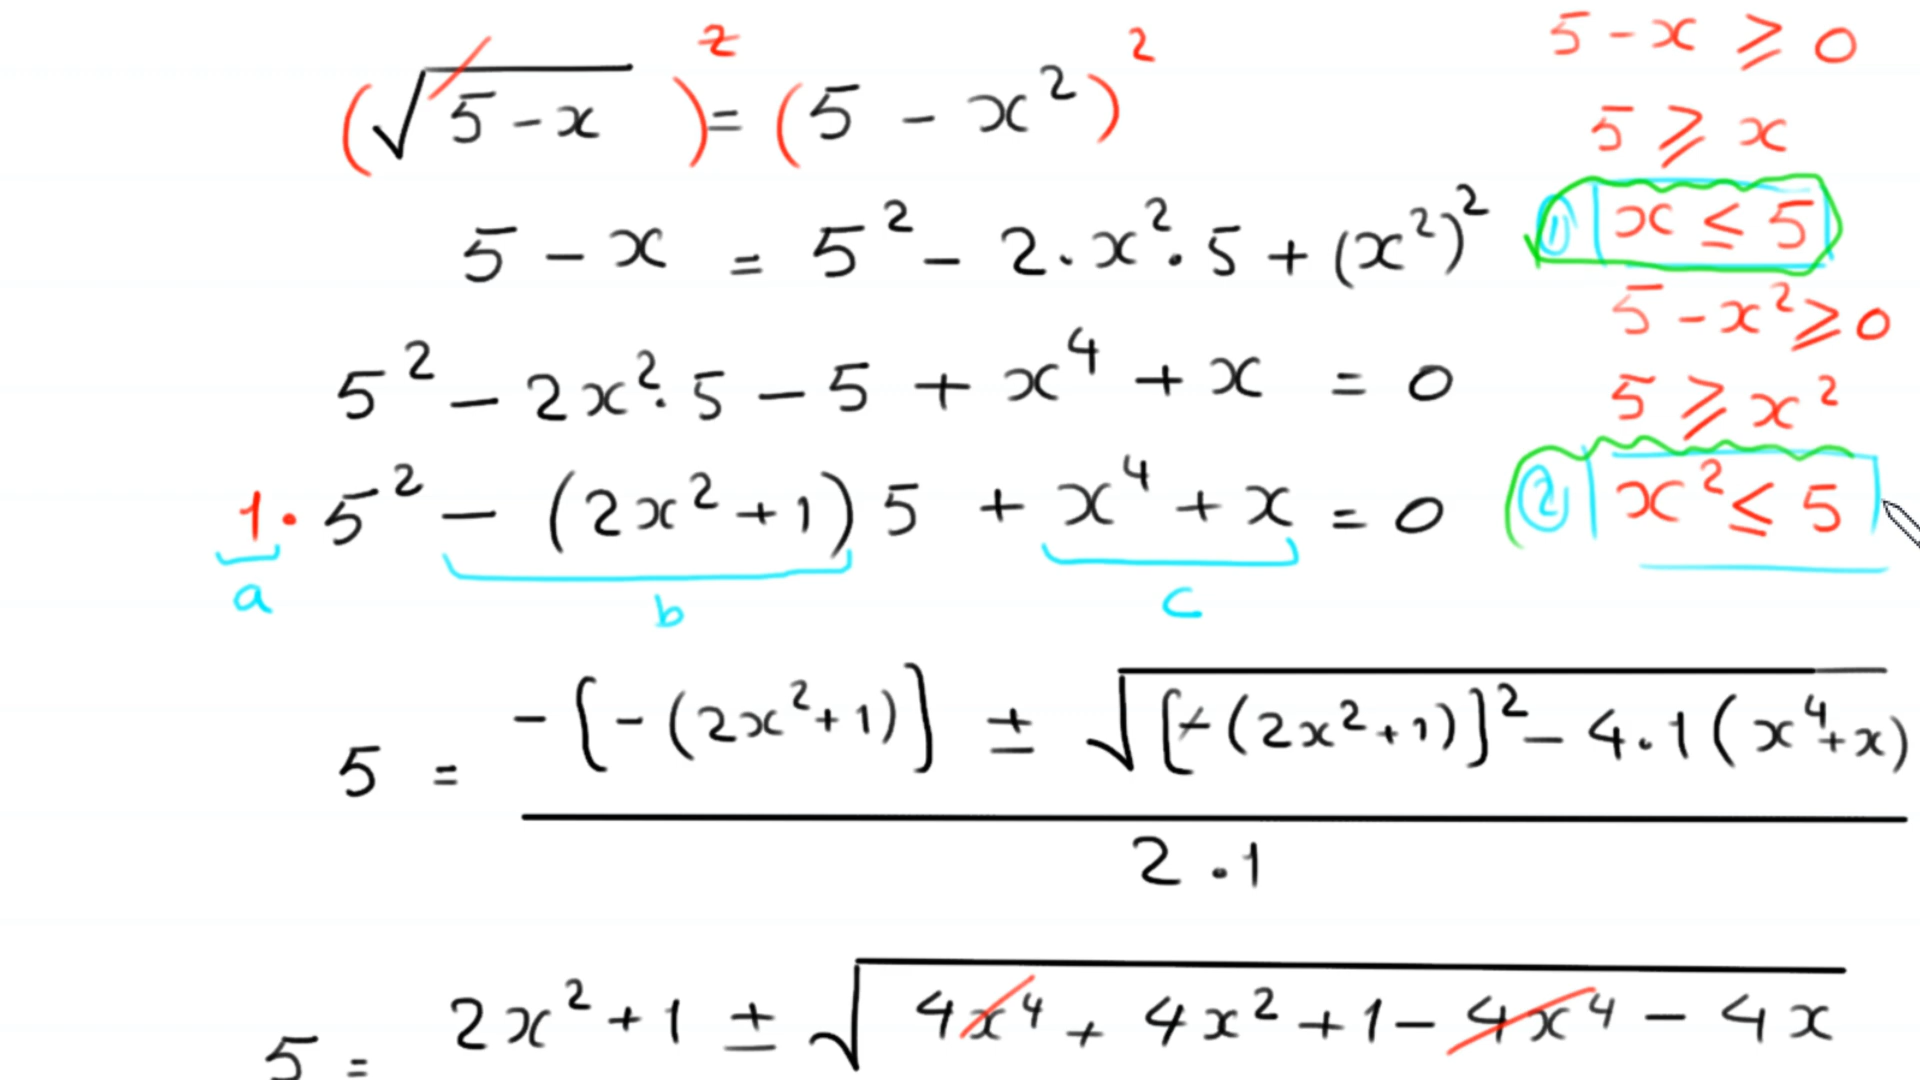 (√5 - x)² = (5 - x²)²
5 - x = 5² - 2·x²·5 + (x²)²
5² - 2x²·5 - 5 + x⁴ + x = 0
1·5² - (2x² + 1)5 + x⁴ + x = 0
a b c
5 = -[-(2x²+1)] ± √[-(2x²+1)]² - 4·1(x⁴+x)
2·1
5 = 2x² + 1 ± √4x⁴ + 4x² + 1 - 4x⁴ - 4x
5 - x ≥ 0
5 ≥ x
1 x ≤ 5
5 - x² ≥ 0
5 ≥ x²
2 x² ≤ 5